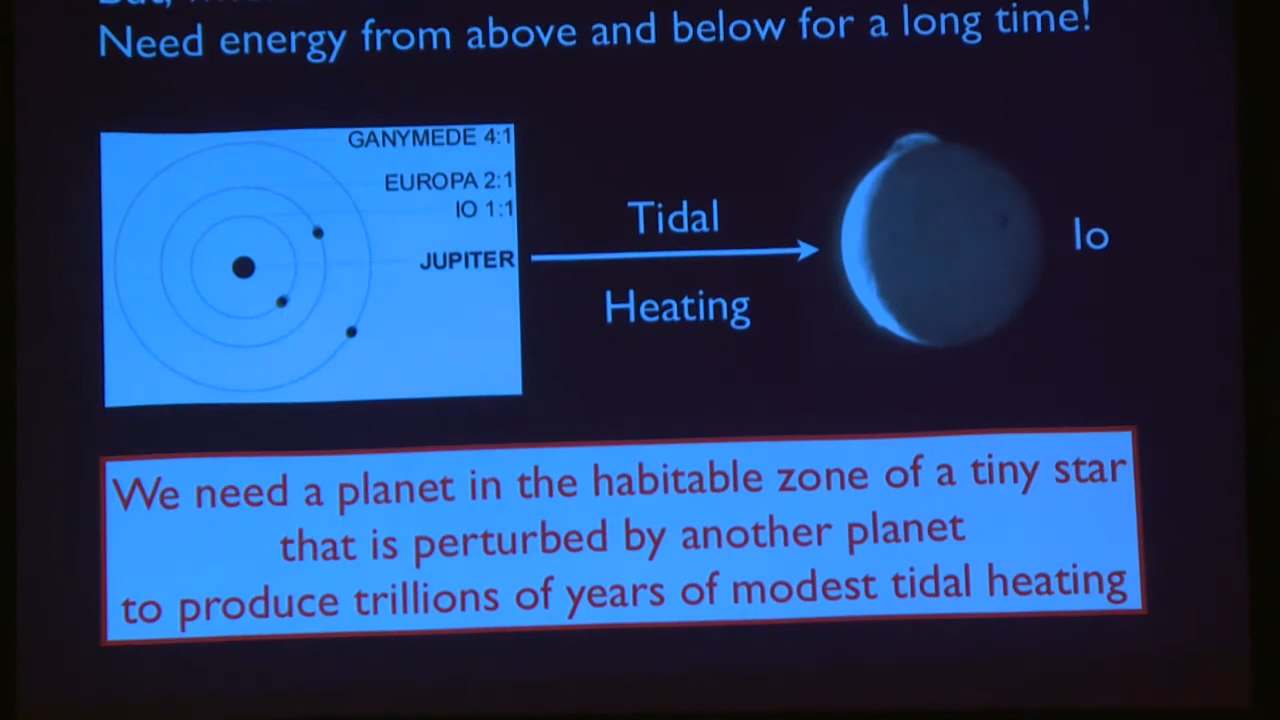 Need energy from above and below for a long time!
GANYMEDE 4:1
EUROPA 2:1
IO 1:1
JUPITER
Tidal
Heating
Io
We need a planet in the habitable zone of a tiny star
that is perturbed by another planet
to produce trillions of years of modest tidal heating